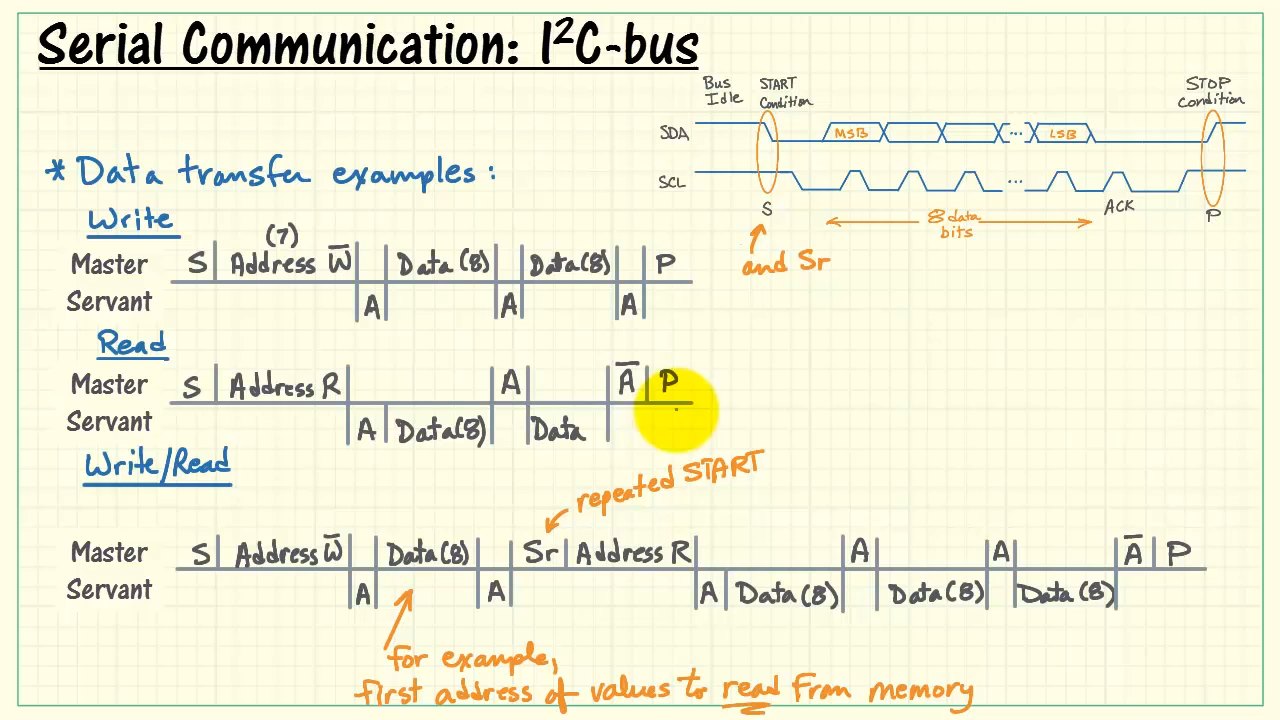 Serial Communication: I²C-bus
Bus Idle
START Condition
STOP Condition
SDA
MSB
...
LSB
SCL
...
S
8 data bits
ACK
P
and Sr
* Data transfer examples:
Write
(7)
Master S Address W̅ Data (8) Data (8) P
Servant A A A
Read
Master S Address R A A̅ P
Servant A Data (8) Data
Write/Read
repeated START
Master S Address W̅ Data (8) Sr Address R A A A̅ P
Servant A A A Data (8) Data (8) Data (8)
for example,
first address of values to read from memory